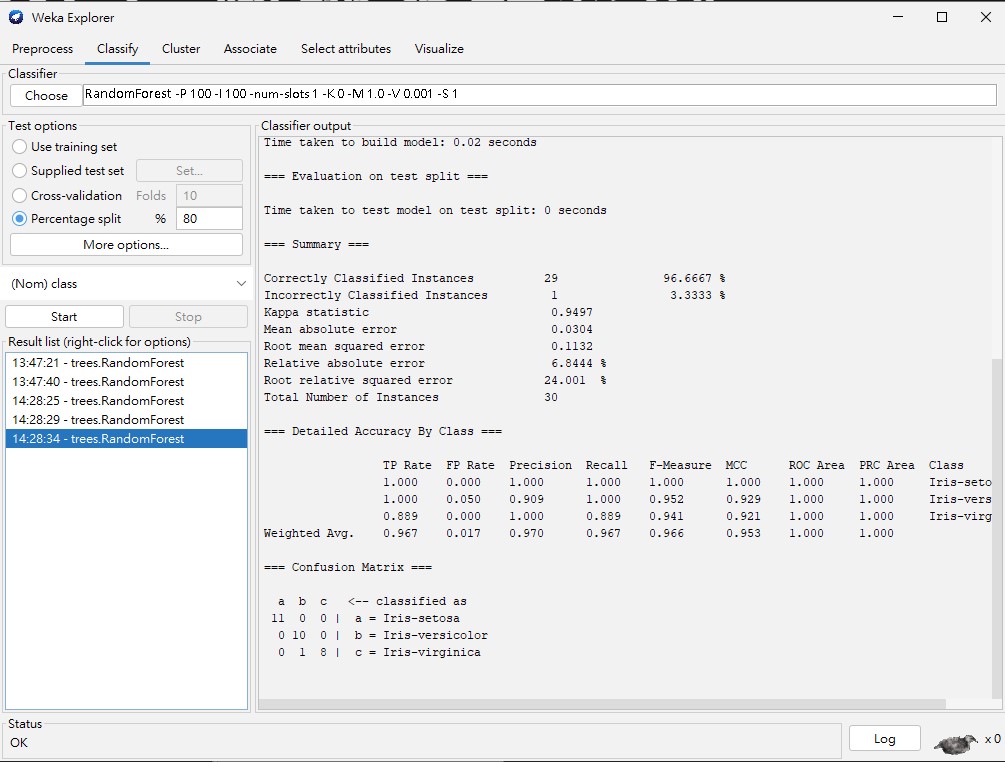 Weka Explorer
Preprocess Classify Cluster Associate Select attributes Visualize
Classifier
Choose RandomForest -P 100 -I 100 -num-slots 1 -K 0 -M 1.0 -V 0.001 -S 1
Test options
Use training set
Supplied test set Set...
Cross-validation Folds 10
Percentage split % 80
More options...
(Nom) class
Start Stop
Result list (right-click for options)
13:47:21 - trees.RandomForest
13:47:40 - trees.RandomForest
14:28:25 - trees.RandomForest
14:28:29 - trees.RandomForest
14:28:34 - trees.RandomForest
Classifier output
Time taken to build model: 0.02 seconds
=== Evaluation on test split ===
Time taken to test model on test split: 0 seconds
=== Summary ===
Correctly Classified Instances 29 96.6667 %
Incorrectly Classified Instances 1 3.3333 %
Kappa statistic 0.9497
Mean absolute error 0.0304
Root mean squared error 0.1132
Relative absolute error 6.8444 %
Root relative squared error 24.001 %
Total Number of Instances 30
=== Detailed Accuracy By Class ===
TP Rate FP Rate Precision Recall F-Measure MCC ROC Area PRC Area Class
1.000 0.000 1.000 1.000 1.000 1.000 1.000 1.000 Iris-seto
1.000 0.050 0.909 1.000 0.952 0.929 1.000 1.000 Iris-vers
0.889 0.000 1.000 0.889 0.941 0.921 1.000 1.000 Iris-virg
Weighted Avg. 0.967 0.017 0.970 0.967 0.966 0.953 1.000 1.000
=== Confusion Matrix ===
a b c <-- classified as
11 0 0 | a = Iris-setosa
0 10 0 | b = Iris-versicolor
0 1 8 | c = Iris-virginica
Status
OK
Log x 0